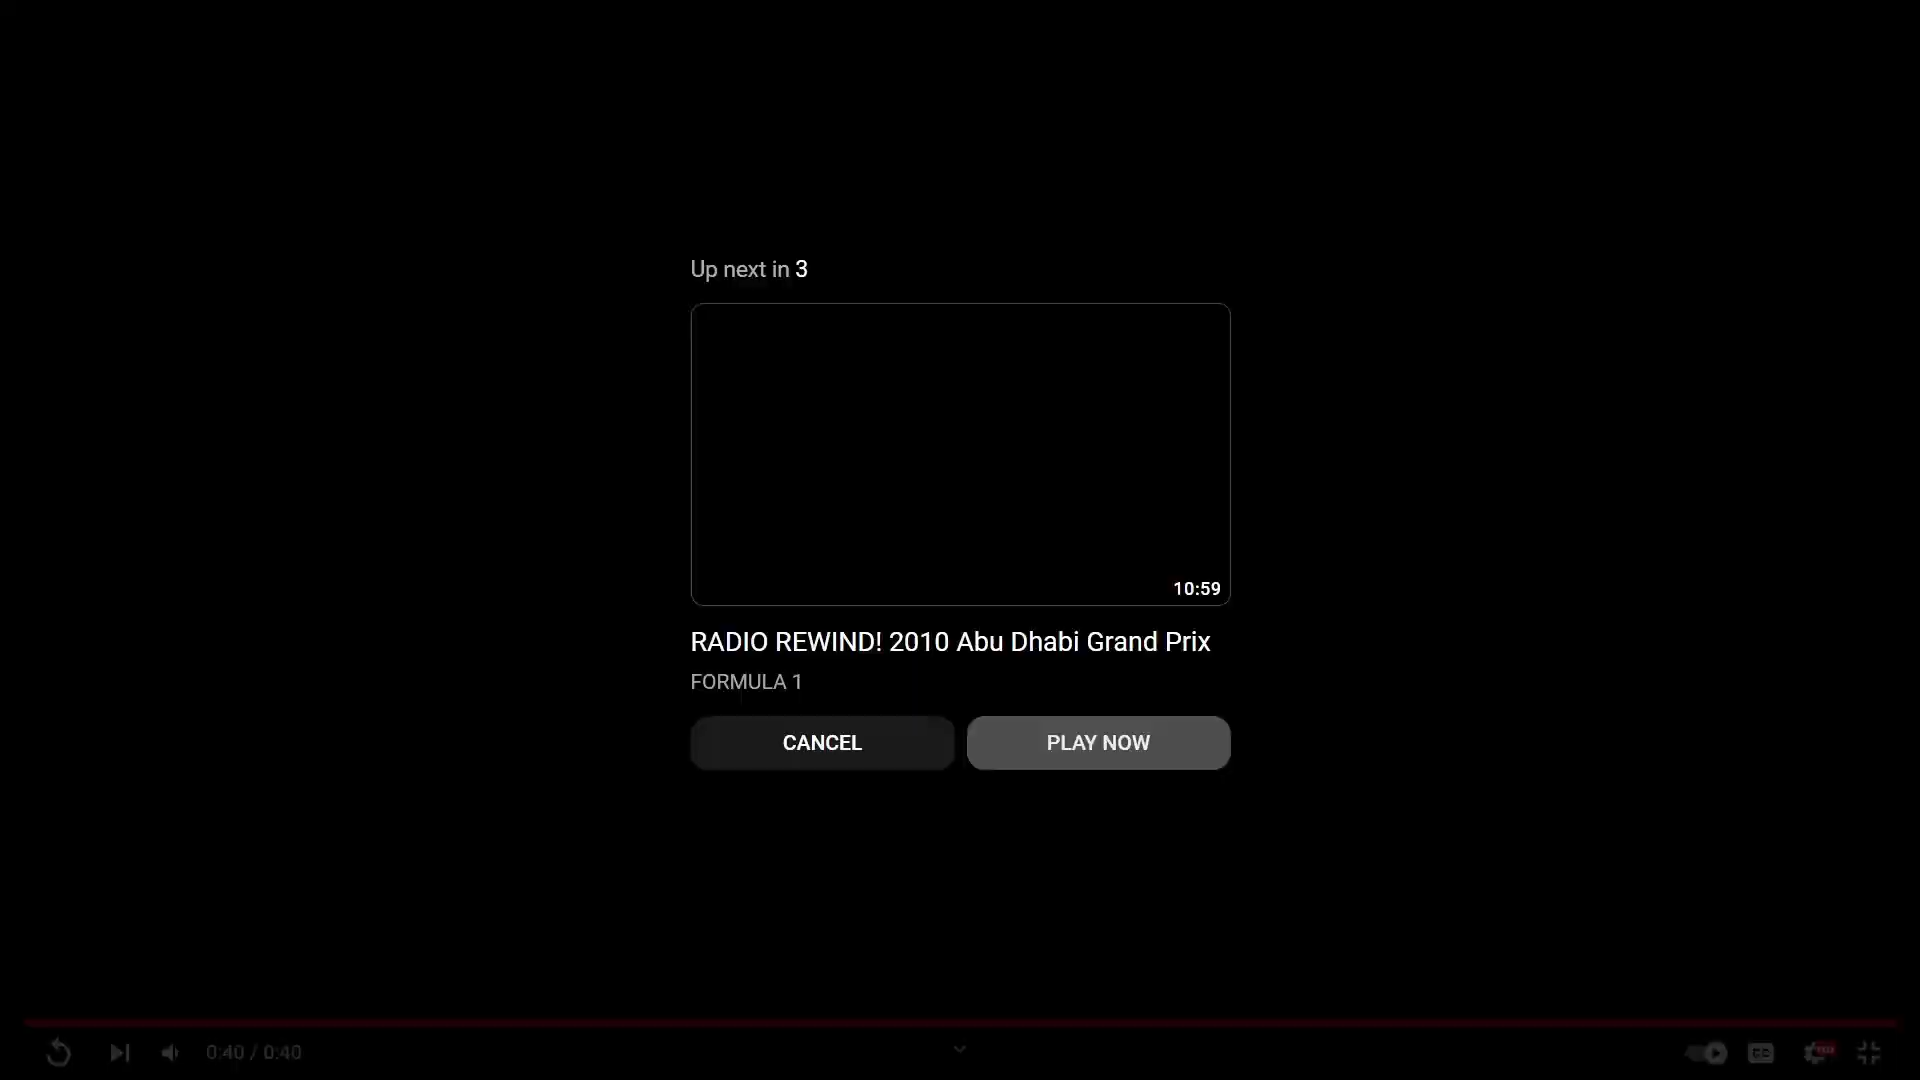 Up next in 3
10:59
RADIO REWIND! 2010 Abu Dhabi Grand Prix
FORMULA 1
CANCEL
PLAY NOW
0:40 / 0:40